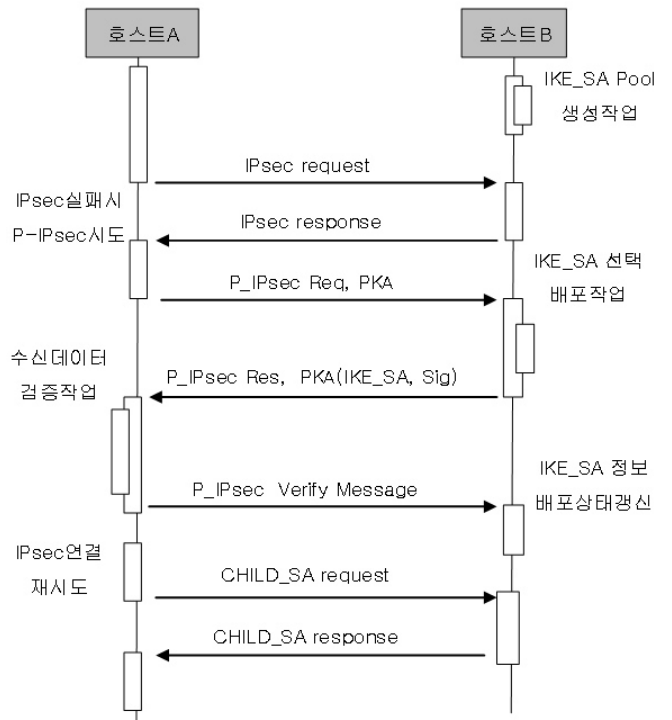 호스트A
호스트B
IKE_SA Pool
생성작업
IPsec request
IPsec실패시
P-IPsec시도
IPsec response
IKE_SA 선택
배포작업
P_IPsec Req, PKA
수신데이터
검증작업
P_IPsec Res, PKA(IKE_SA, Sig)
IKE_SA 정보
배포상태갱신
P_IPsec Verify Message
IPsec연결
재시도
CHILD_SA request
CHILD_SA response